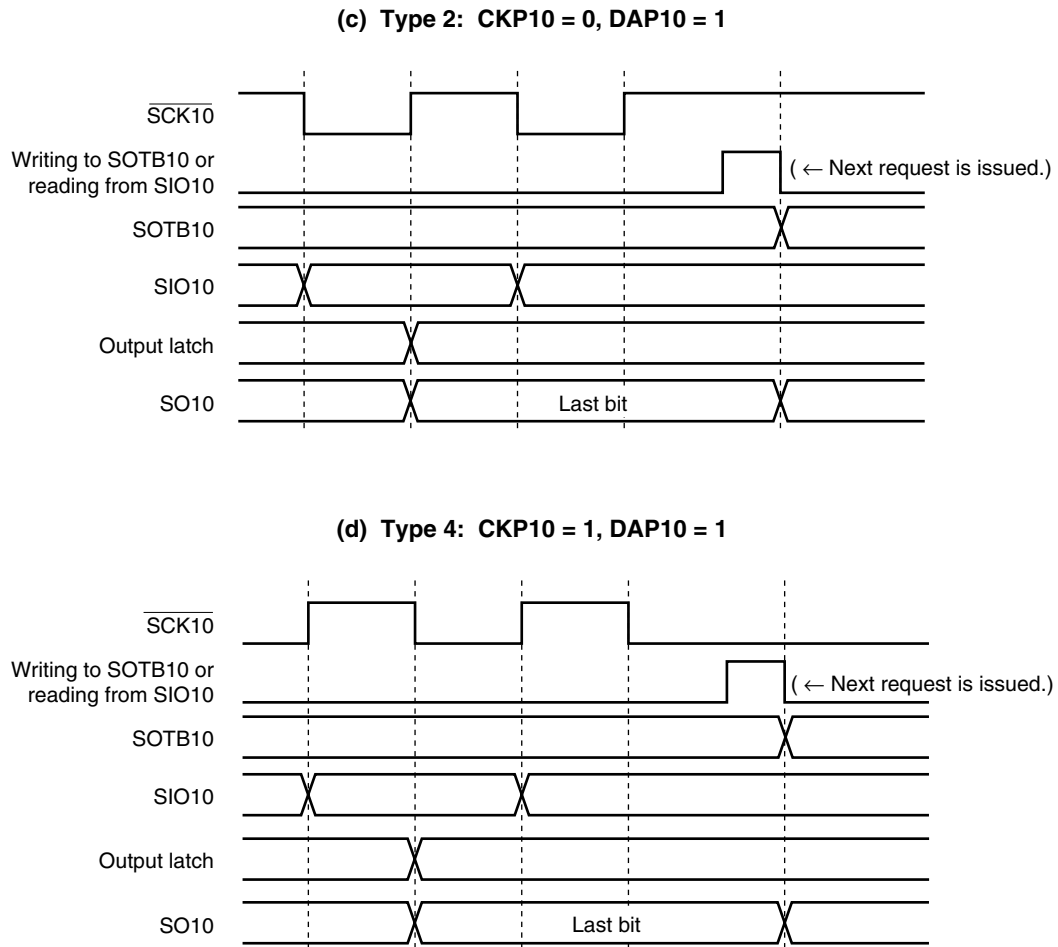 (c) Type 2: CKP10 = 0, DAP10 = 1
SCK10
Writing to SOTB10 or
reading from SIO10
( ← Next request is issued.)
SOTB10
SIO10
Output latch
SO10
Last bit
(d) Type 4: CKP10 = 1, DAP10 = 1
SCK10
Writing to SOTB10 or
reading from SIO10
( ← Next request is issued.)
SOTB10
SIO10
Output latch
SO10
Last bit